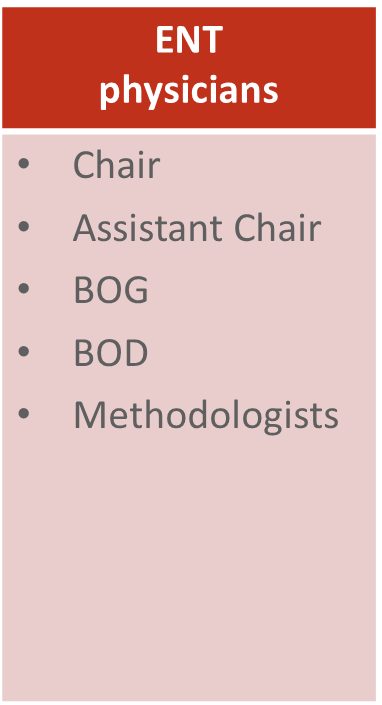 ENT
physicians
• Chair
• Assistant Chair
• BOG
• BOD
• Methodologists